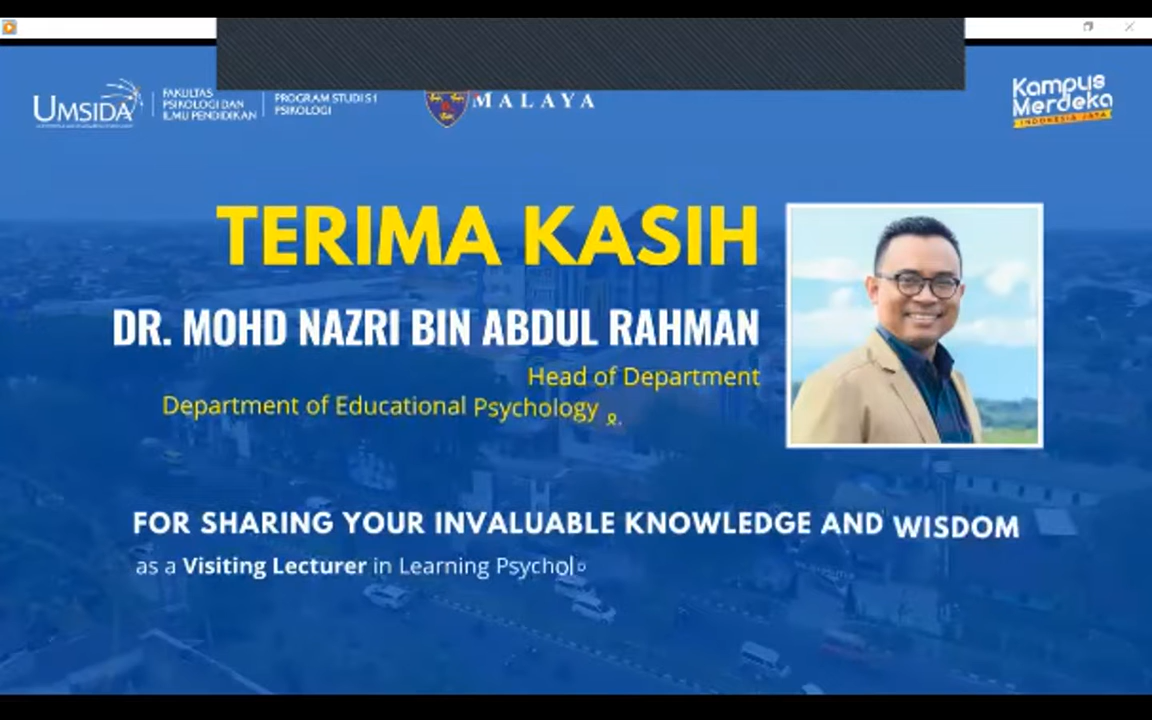 UMSIDA
FAKULTAS
PSIKOLOGI DAN
ILMU PENDIDIKAN
PROGRAM STUDI S1
PSIKOLOGI
MALAYA
Kampus
Merdeka
INDONESIA JAYA
TERIMA KASIH
DR. MOHD NAZRI BIN ABDUL RAHMAN
Head of Department
Department of Educational Psychology &
FOR SHARING YOUR INVALUABLE KNOWLEDGE AND WISDOM
as a Visiting Lecturer in Learning Psycholo